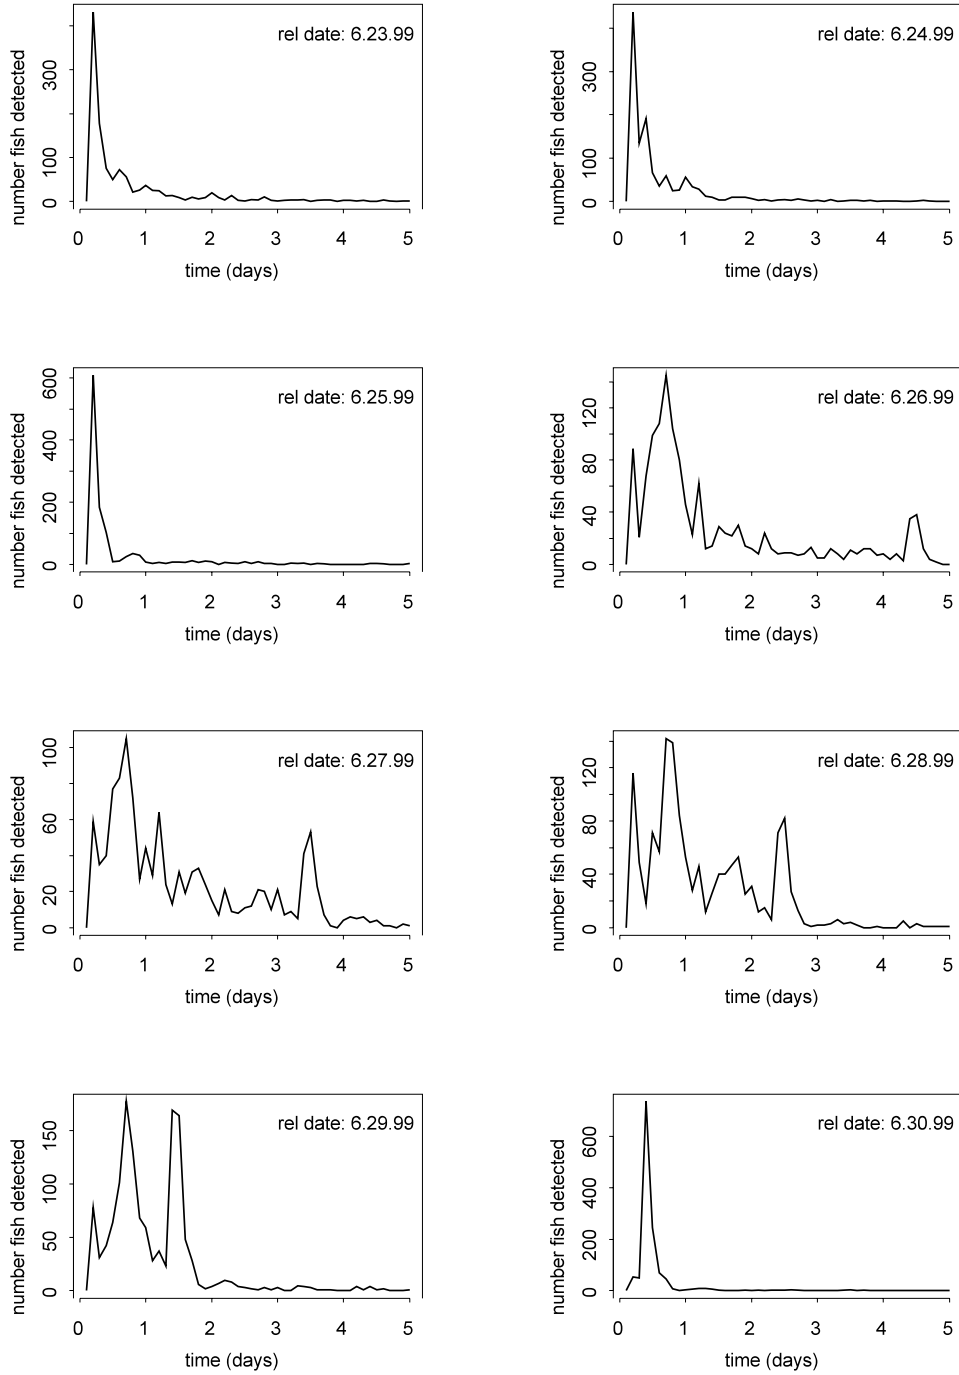 number fish detected
300
100
0
rel date: 6.23.99
0 1 2 3 4 5
time (days)
number fish detected
300
100
0
rel date: 6.24.99
0 1 2 3 4 5
time (days)
number fish detected
600
400
200
0
rel date: 6.25.99
0 1 2 3 4 5
time (days)
number fish detected
120
80
40
0
rel date: 6.26.99
0 1 2 3 4 5
time (days)
number fish detected
100
60
20
0
rel date: 6.27.99
0 1 2 3 4 5
time (days)
number fish detected
120
80
40
0
rel date: 6.28.99
0 1 2 3 4 5
time (days)
number fish detected
150
100
50
0
rel date: 6.29.99
0 1 2 3 4 5
time (days)
number fish detected
600
400
200
0
rel date: 6.30.99
0 1 2 3 4 5
time (days)